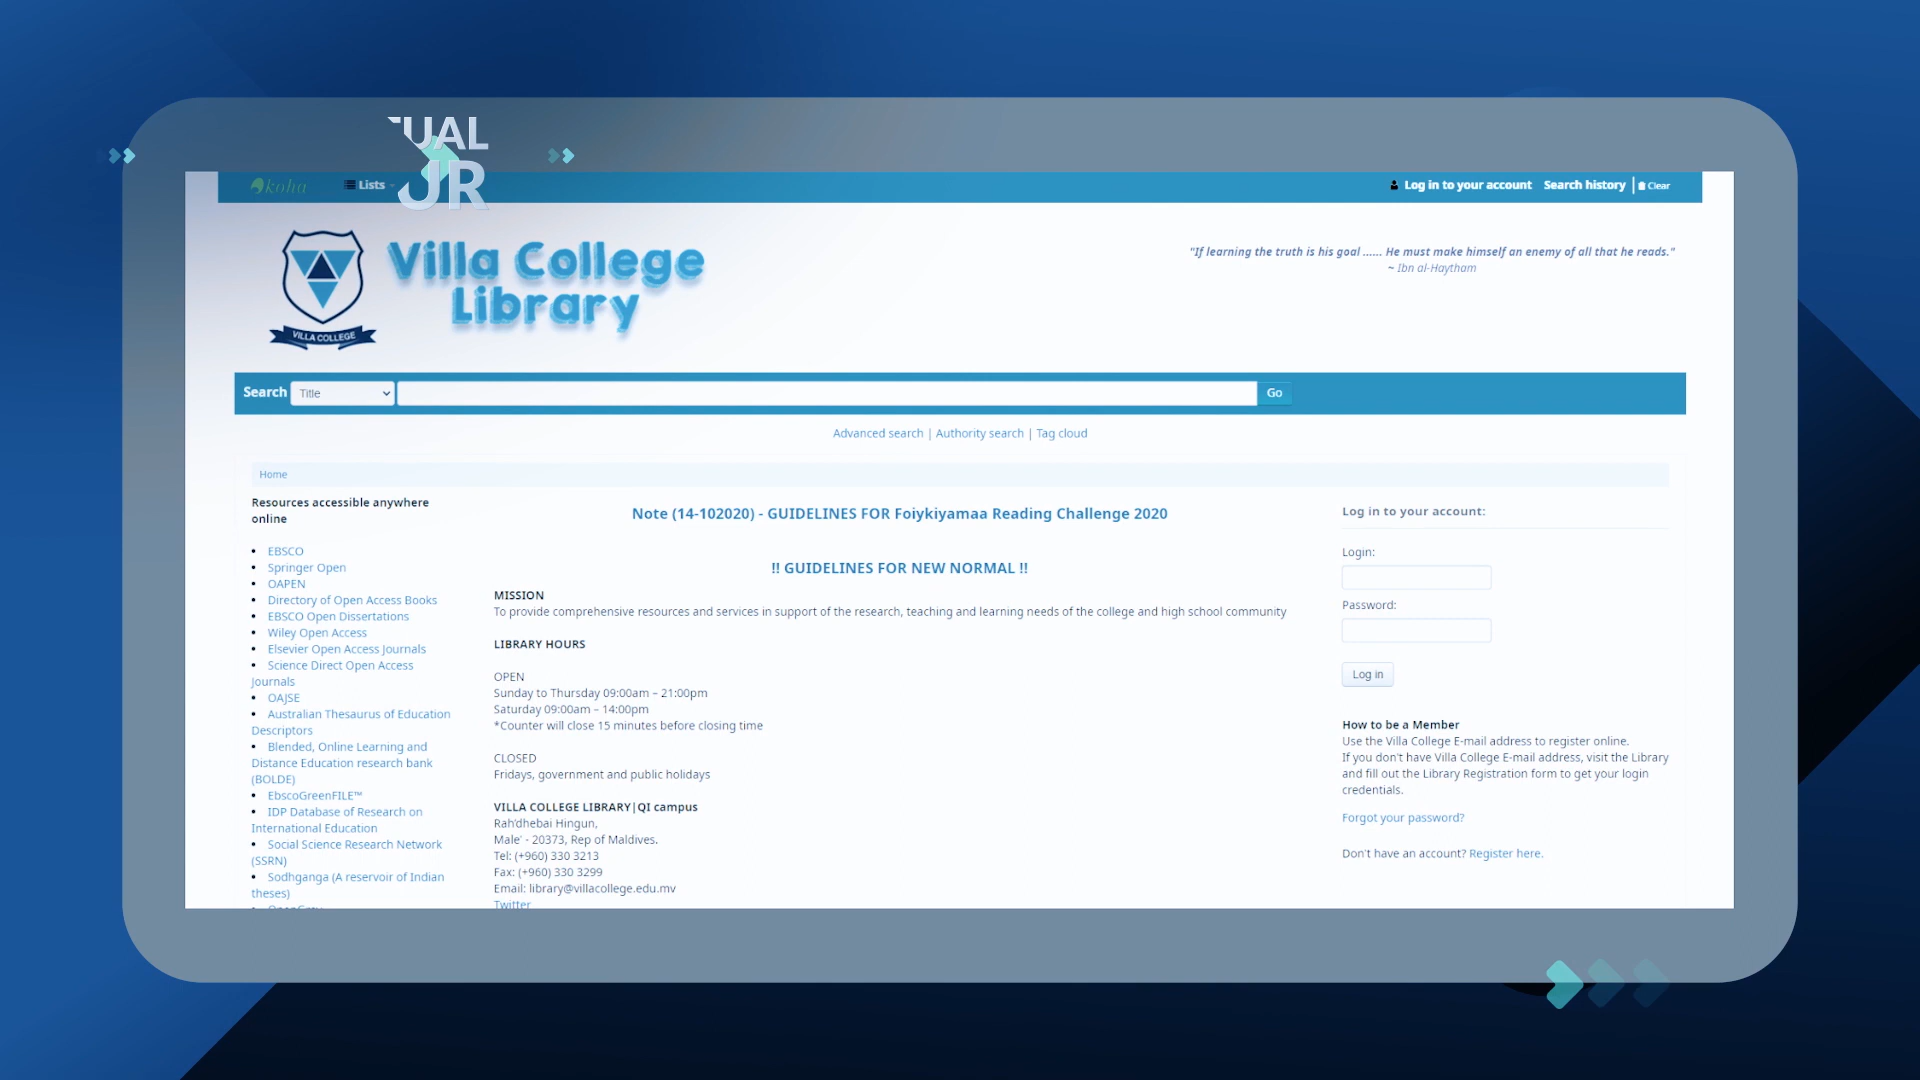 TUAL
UR
koha
Lists
Log in to your account
Search history
Clear
VILLA COLLEGE
Villa College
Library
"If learning the truth is his goal ...... He must make himself an enemy of all that he reads."
~ Ibn al-Haytham
Search
Title
Go
Advanced search | Authority search | Tag cloud
Home
Resources accessible anywhere
online
EBSCO
Springer Open
OAPEN
Directory of Open Access Books
EBSCO Open Dissertations
Wiley Open Access
Elsevier Open Access Journals
Science Direct Open Access
Journals
OAJSE
Australian Thesaurus of Education
Descriptors
Blended, Online Learning and
Distance Education research bank
(BOLDE)
EbscoGreenFILE™
IDP Database of Research on
International Education
Social Science Research Network
(SSRN)
Sodhganga (A reservoir of Indian
theses)
Note (14-102020) - GUIDELINES FOR Foiykiyamaa Reading Challenge 2020
!! GUIDELINES FOR NEW NORMAL !!
MISSION
To provide comprehensive resources and services in support of the research, teaching and learning needs of the college and high school community
LIBRARY HOURS
OPEN
Sunday to Thursday 09:00am – 21:00pm
Saturday 09:00am – 14:00pm
*Counter will close 15 minutes before closing time
CLOSED
Fridays, government and public holidays
VILLA COLLEGE LIBRARY|QI campus
Rah'dhebai Hingun,
Male' - 20373, Rep of Maldives.
Tel: (+960) 330 3213
Fax: (+960) 330 3299
Email: library@villacollege.edu.mv
Twitter
Log in to your account:
Login:
Password:
Log in
How to be a Member
Use the Villa College E-mail address to register online.
If you don't have Villa College E-mail address, visit the Library
and fill out the Library Registration form to get your login
credentials.
Forgot your password?
Don't have an account? Register here.